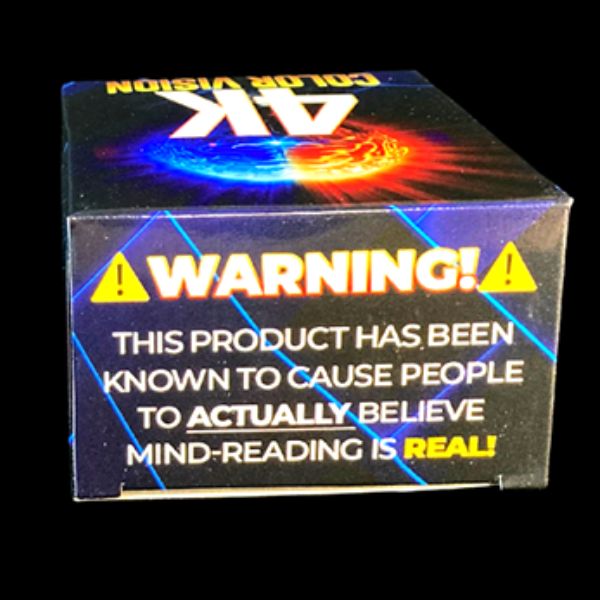 COLOR VISION
4K
WARNING!
THIS PRODUCT HAS BEEN
KNOWN TO CAUSE PEOPLE
TO ACTUALLY BELIEVE
MIND-READING IS REAL!